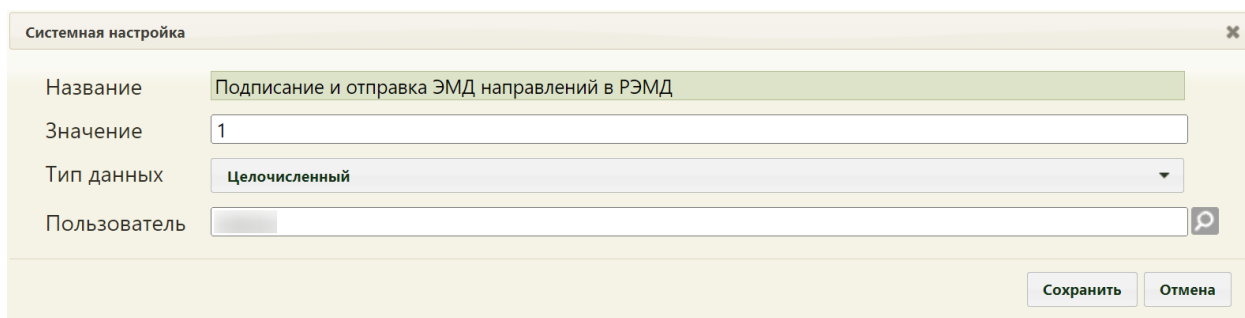 Системная настройка
Название Подписание и отправка ЭМД направлений в РЭМД
Значение 1
Тип данных Целочисленный
Пользователь
Сохранить Отмена